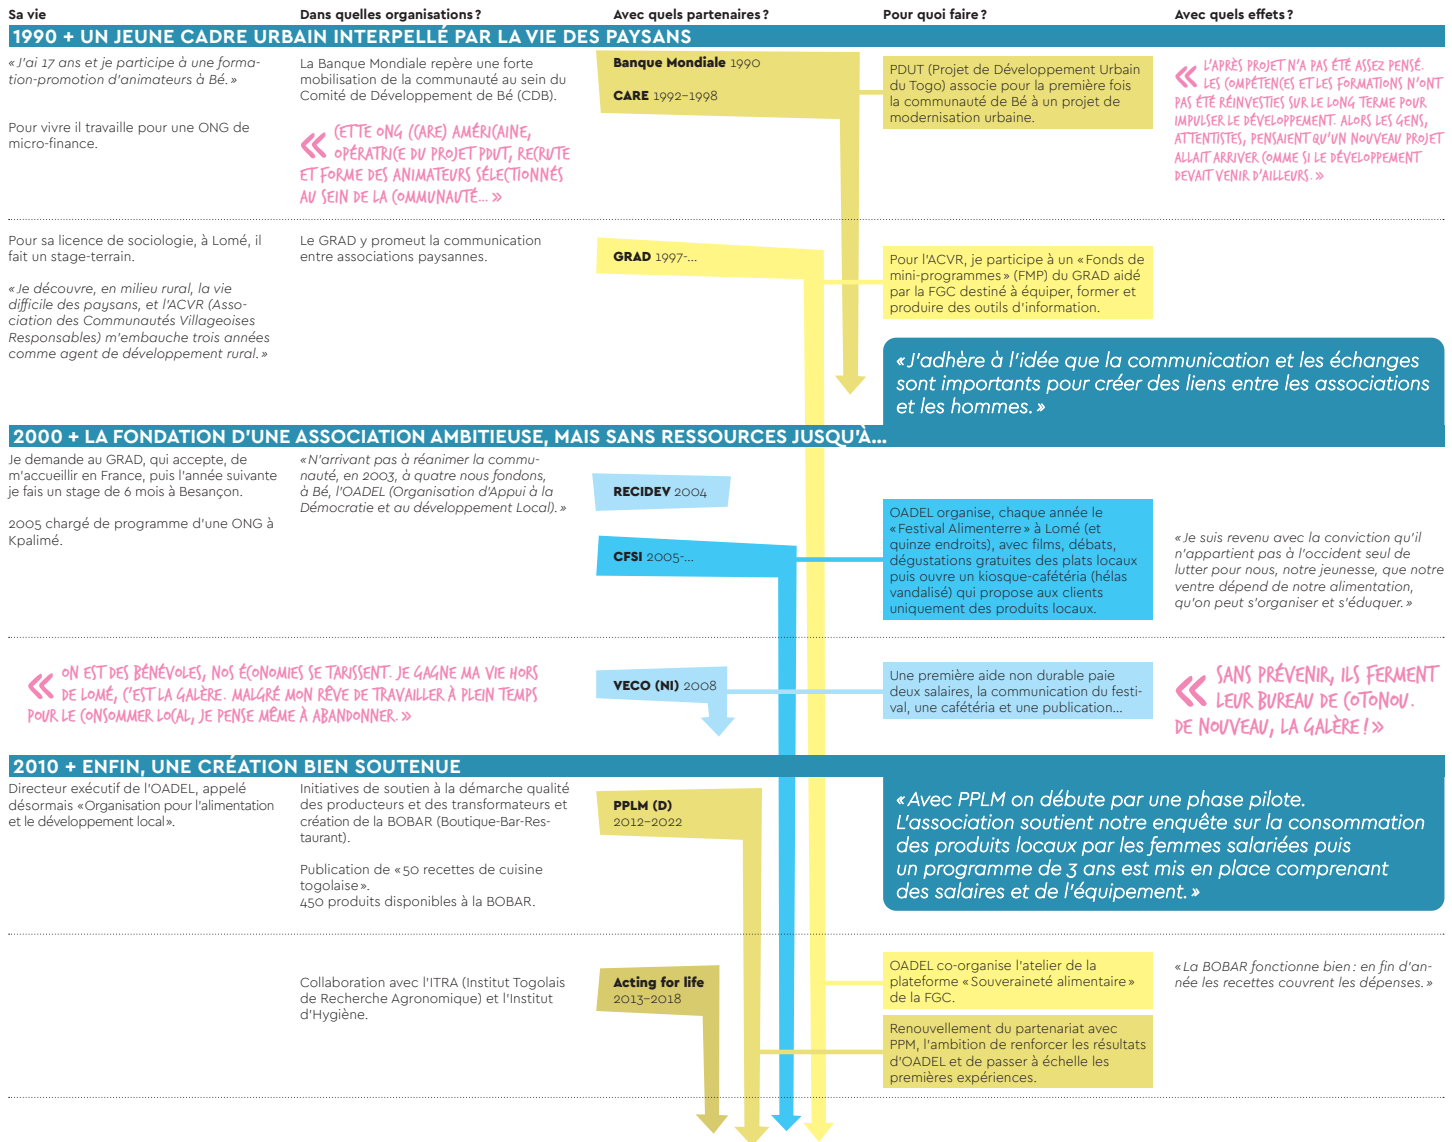 Sa vie
Dans quelles organisations ?
Avec quels partenaires ?
Pour quoi faire ?
Avec quels effets ?
1990 + UN JEUNE CADRE URBAIN INTERPELLÉ PAR LA VIE DES PAYSANS
« J'ai 17 ans et je participe à une forma-
tion-promotion d'animateurs à Bé. »
Pour vivre il travaille pour une ONG de
micro-finance.
La Banque Mondiale repère une forte
mobilisation de la communauté au sein du
Comité de Développement de Bé (CDB).
« CETTE ONG (CARE) AMÉRICAINE,
OPÉRATRICE DU PROJET PDUT, RECRUTE
ET FORME DES ANIMATEURS SÉLECTIONNÉS
AU SEIN DE LA COMMUNAUTÉ... »
Banque Mondiale 1990
CARE 1992-1998
PDUT (Projet de Développement Urbain
du Togo) associe pour la première fois
la communauté de Bé à un projet de
modernisation urbaine.
« L'APRÈS PROJET N'A PAS ÉTÉ ASSEZ PENSÉ.
LES COMPÉTENCES ET LES FORMATIONS N'ONT
PAS ÉTÉ RÉINVESTIES SUR LE LONG TERME POUR
IMPULSER LE DÉVELOPPEMENT. ALORS LES GENS,
ATTENTISTES, PENSAIENT QU'UN NOUVEAU PROJET
ALLAIT ARRIVER COMME SI LE DÉVELOPPEMENT
DEVAIT VENIR D'AILLEURS. »
Pour sa licence de sociologie, à Lomé, il
fait un stage-terrain.
« Je découvre, en milieu rural, la vie
difficile des paysans, et l'ACVR (Asso-
ciation des Communautés Villageoises
Responsables) m'embauche trois années
comme agent de développement rural. »
Le GRAD y promeut la communication
entre associations paysannes.
GRAD 1997-...
Pour l'ACVR, je participe à un « Fonds de
mini-programmes » (FMP) du GRAD aidé
par la FGC destiné à équiper, former et
produire des outils d'information.
« J'adhère à l'idée que la communication et les échanges
sont importants pour créer des liens entre les associations
et les hommes. »
2000 + LA FONDATION D'UNE ASSOCIATION AMBITIEUSE, MAIS SANS RESSOURCES JUSQU'À...
Je demande au GRAD, qui accepte, de
m'accueillir en France, puis l'année suivante
je fais un stage de 6 mois à Besançon.
2005 chargé de programme d'une ONG à
Kpalimé.
« N'arrivant pas à réanimer la commu-
nauté, en 2003, à quatre nous fondons,
à Bé, l'OADEL (Organisation d'Appui à la
Démocratie et au développement Local). »
RECIDEV 2004
CFSI 2005-...
OADEL organise, chaque année le
« Festival Alimenterre » à Lomé (et
quinze endroits), avec films, débats,
dégustations gratuites des plats locaux
puis ouvre un kiosque-cafétéria (hélas
vandalisé) qui propose aux clients
uniquement des produits locaux.
« Je suis revenu avec la conviction qu'il
n'appartient pas à l'occident seul de
lutter pour nous, notre jeunesse, que notre
ventre dépend de notre alimentation,
qu'on peut s'organiser et s'éduquer. »
« ON EST DES BÉNÉVOLES, NOS ÉCONOMIES SE TARISSENT. JE GAGNE MA VIE HORS
DE LOMÉ, C'EST LA GALÈRE. MALGRÉ MON RÊVE DE TRAVAILLER À PLEIN TEMPS
POUR LE CONSOMMER LOCAL, JE PENSE MÊME À ABANDONNER. »
VECO (NI) 2008
Une première aide non durable paie
deux salaires, la communication du festi-
val, une cafétéria et une publication...
« SANS PRÉVENIR, ILS FERMENT
LEUR BUREAU DE COTONOU.
DE NOUVEAU, LA GALÈRE ! »
2010 + ENFIN, UNE CRÉATION BIEN SOUTENUE
Directeur exécutif de l'OADEL, appelé
désormais « Organisation pour l'alimentation
et le développement local ».
Initiatives de soutien à la démarche qualité
des producteurs et des transformateurs et
création de la BOBAR (Boutique-Bar-Res-
taurant).
Publication de « 50 recettes de cuisine
togolaise ».
450 produits disponibles à la BOBAR.
PPLM (D)
2012-2022
« Avec PPLM on débute par une phase pilote.
L'association soutient notre enquête sur la consommation
des produits locaux par les femmes salariées puis
un programme de 3 ans est mis en place comprenant
des salaires et de l'équipement. »
Collaboration avec l'ITRA (Institut Togolais
de Recherche Agronomique) et l'Institut
d'Hygiène.
Acting for life
2013-2018
OADEL co-organise l'atelier de la
plateforme « Souveraineté alimentaire »
de la FGC.
Renouvellement du partenariat avec
PPM, l'ambition de renforcer les résultats
d'OADEL et de passer à échelle les
premières expériences.
« La BOBAR fonctionne bien : en fin d'an-
née les recettes couvrent les dépenses. »